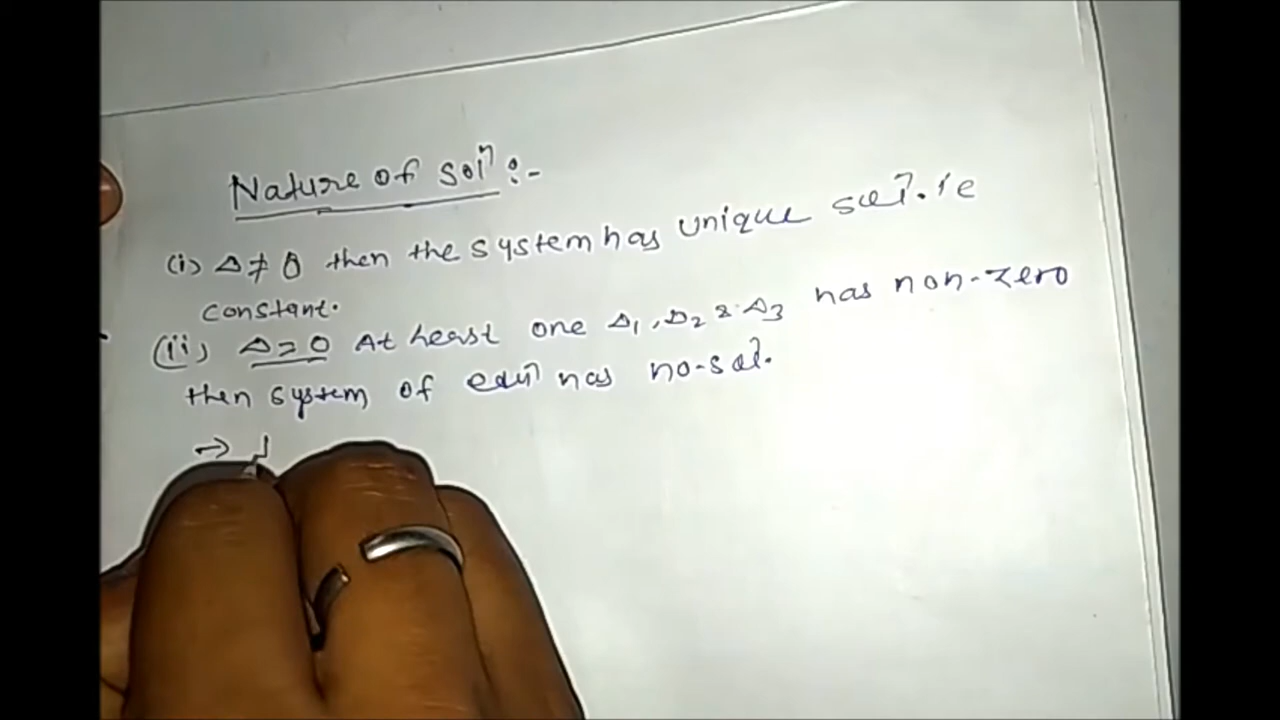 Nature of solⁿ :-
(i) Δ ≠ 0 then the system has unique solⁿ. ie
constant.
(ii) Δ = 0 At least one Δ₁, Δ₂ & Δ₃ has non-zero
then system of equⁿ has no-sol.
→